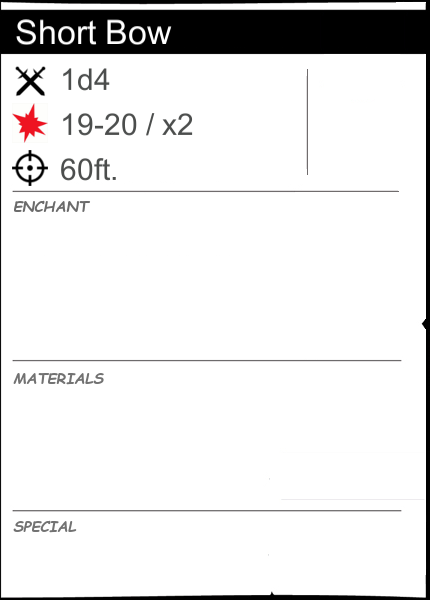 Short Bow
1d4
19-20 / x2
60ft.
ENCHANT
MATERIALS
SPECIAL